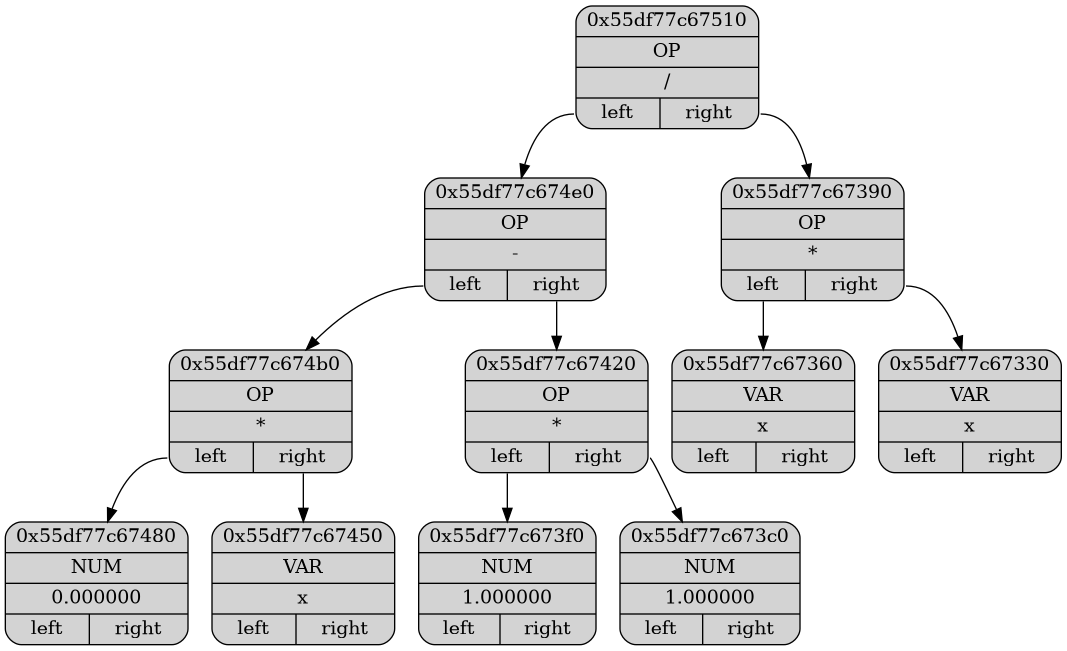 0x55df77c67510
OP
/
left right
0x55df77c674e0 0x55df77c67390
OP OP
- *
left right left right
0x55df77c674b0 0x55df77c67420 0x55df77c67360 0x55df77c67330
OP OP VAR VAR
* * x x
left right left right left right left right
0x55df77c67480 0x55df77c67450 0x55df77c673f0 0x55df77c673c0
NUM VAR NUM NUM
0.000000 x 1.000000 1.000000
left right left right left right left right